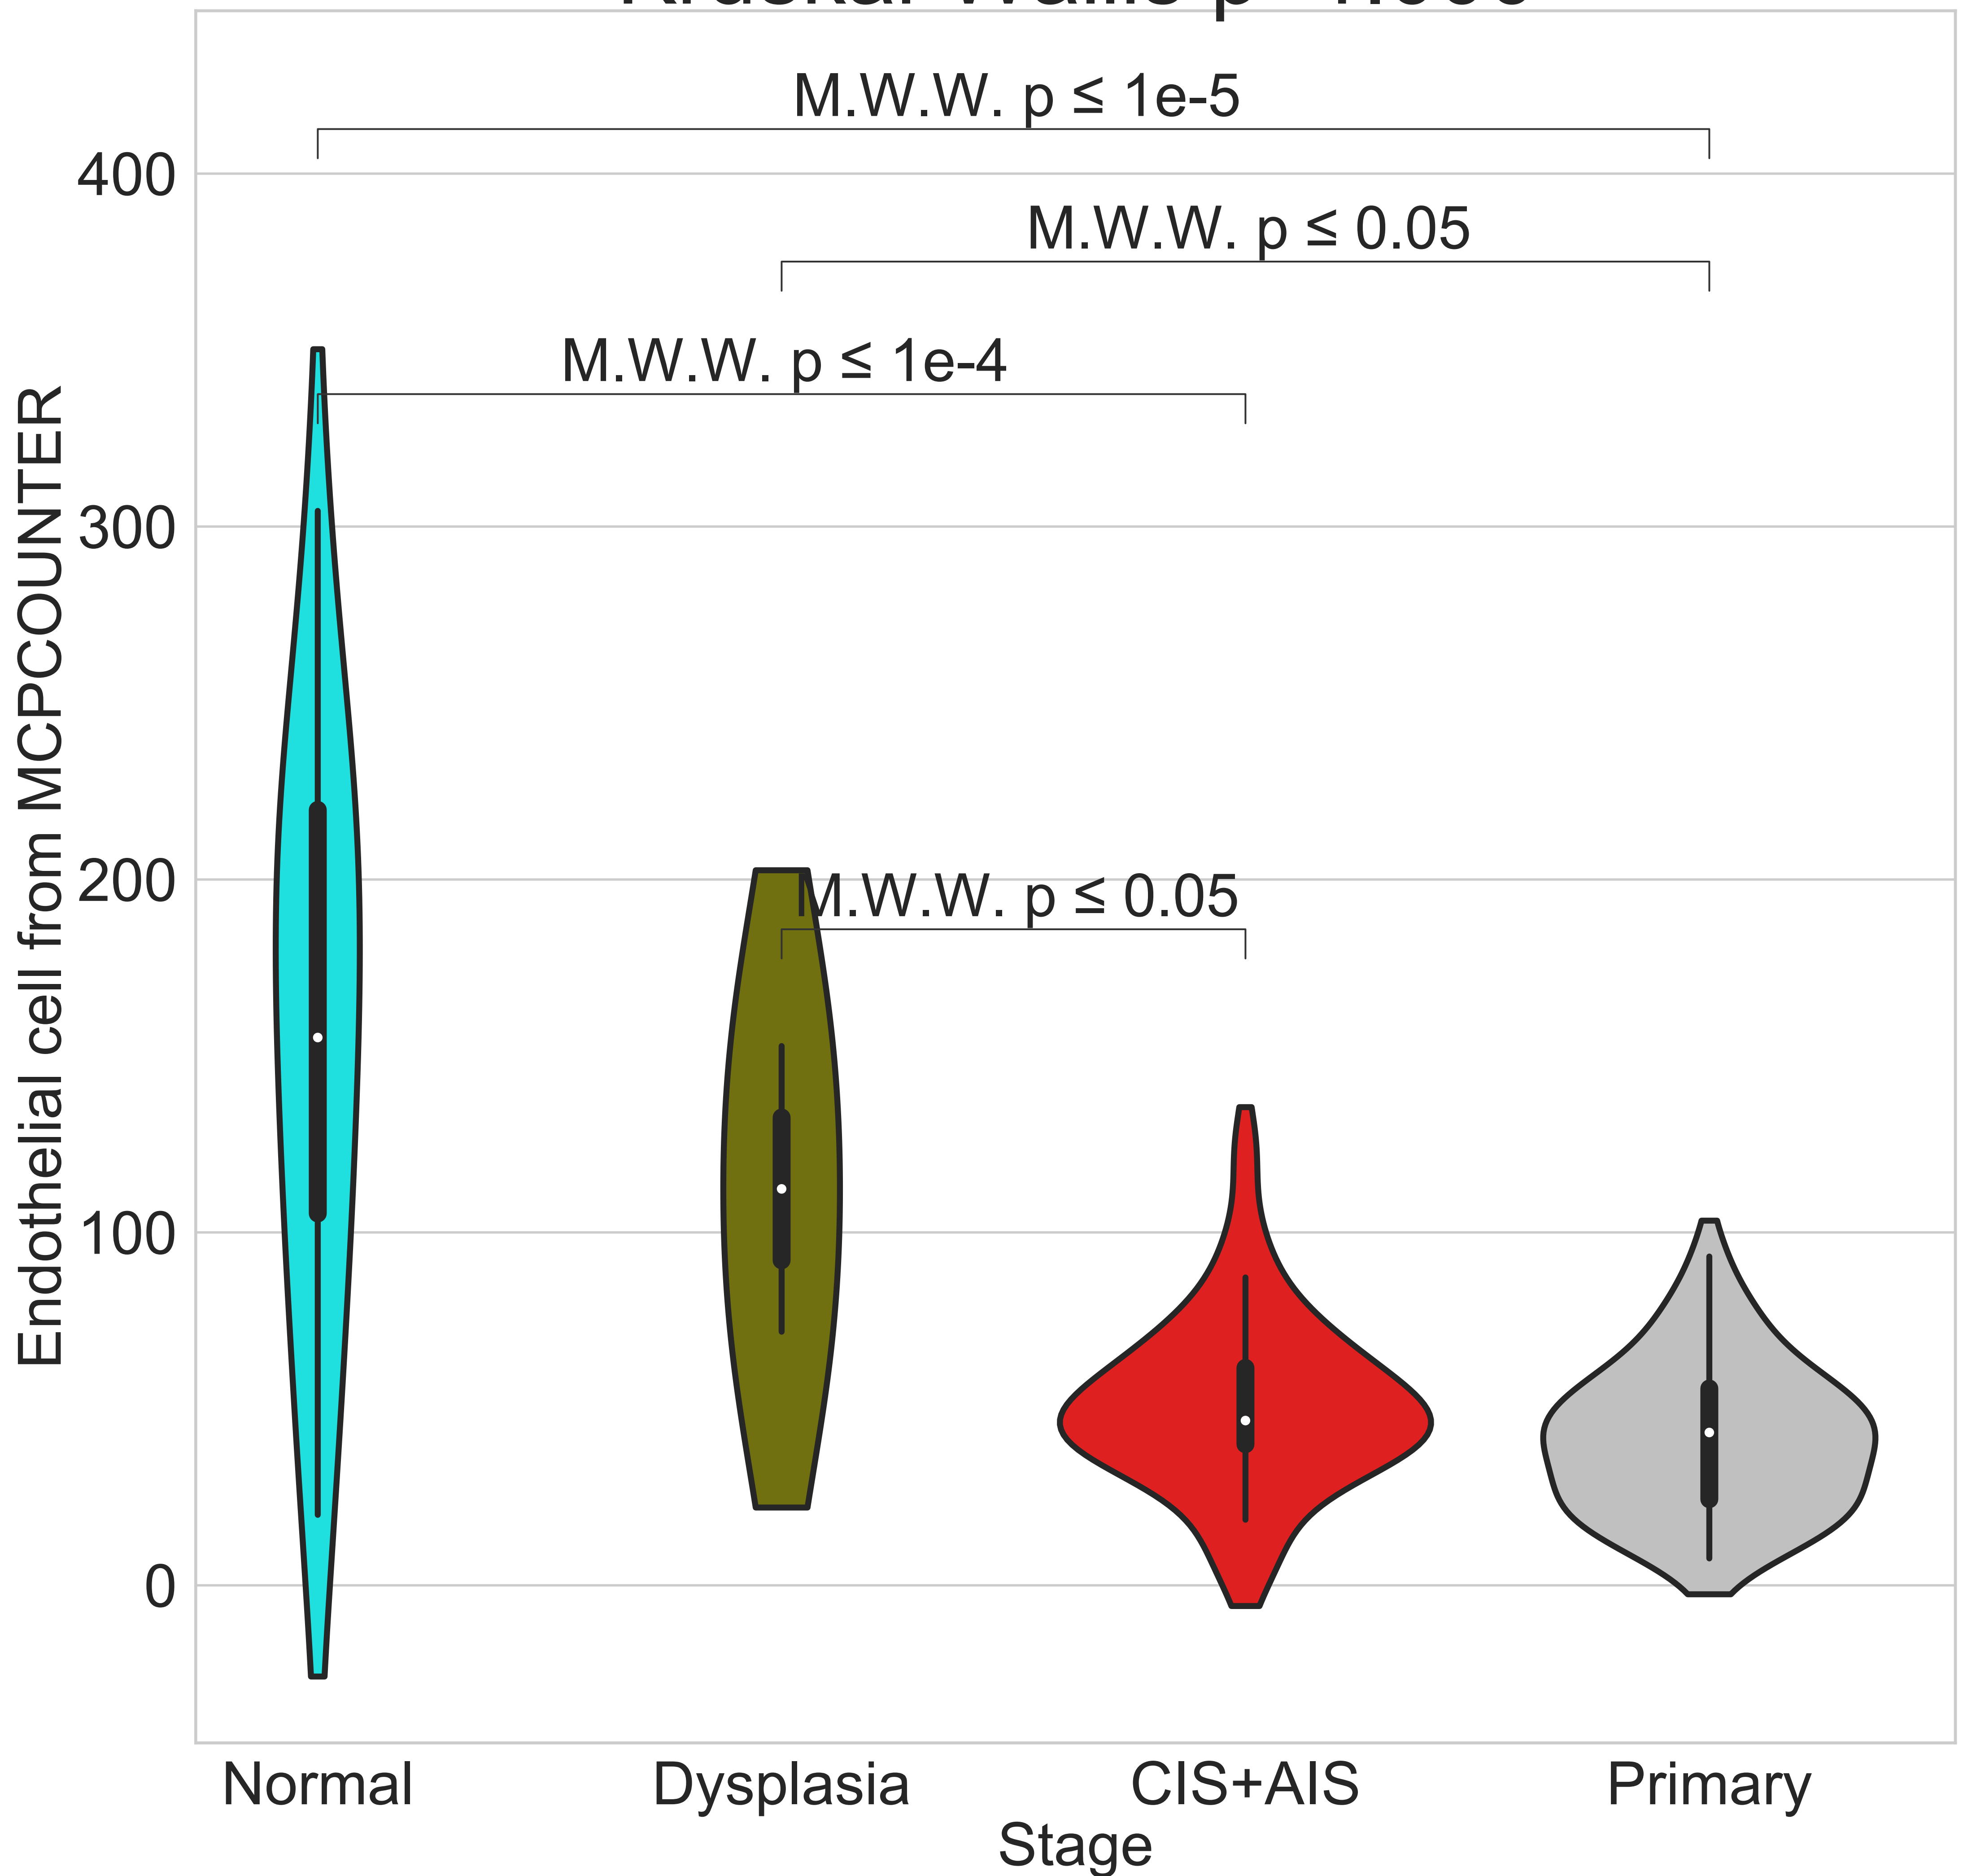 M.W.W. p ≤ 1e-5
400
M.W.W. p ≤ 0.05
M.W.W. p ≤ 1e-4
300
Endothelial cell from MCPCOUNTER
200
M.W.W. p ≤ 0.05
100
0
Normal Dysplasia CIS+AIS Primary
Stage